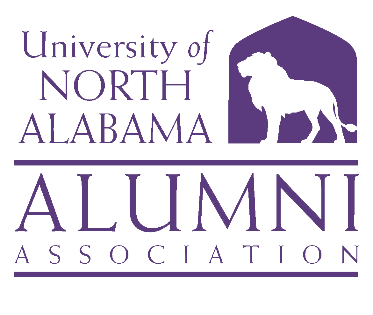 University of
NORTH
ALABAMA
ALUMNI
ASSOCIATION